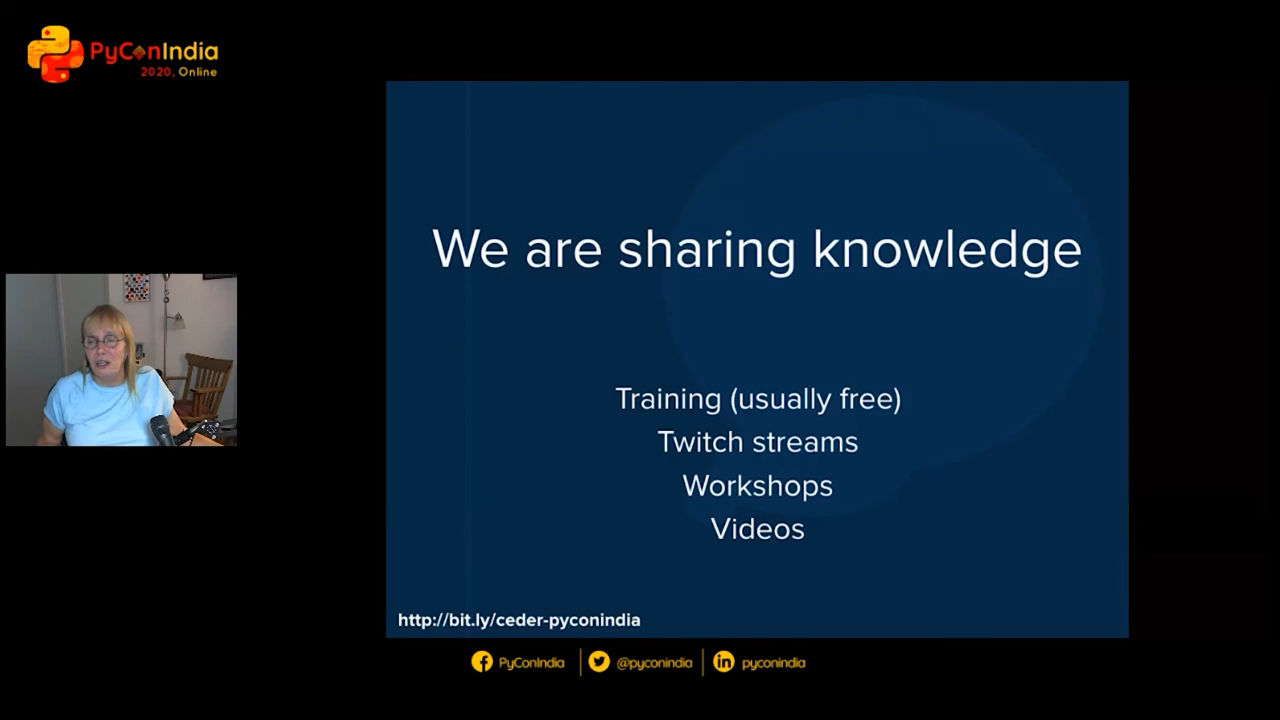 PyConIndia
2020, Online
We are sharing knowledge
Training (usually free)
Twitch streams
Workshops
Videos
http://bit.ly/ceder-pyconindia
PyConIndia
@pyconindia
pyconindia